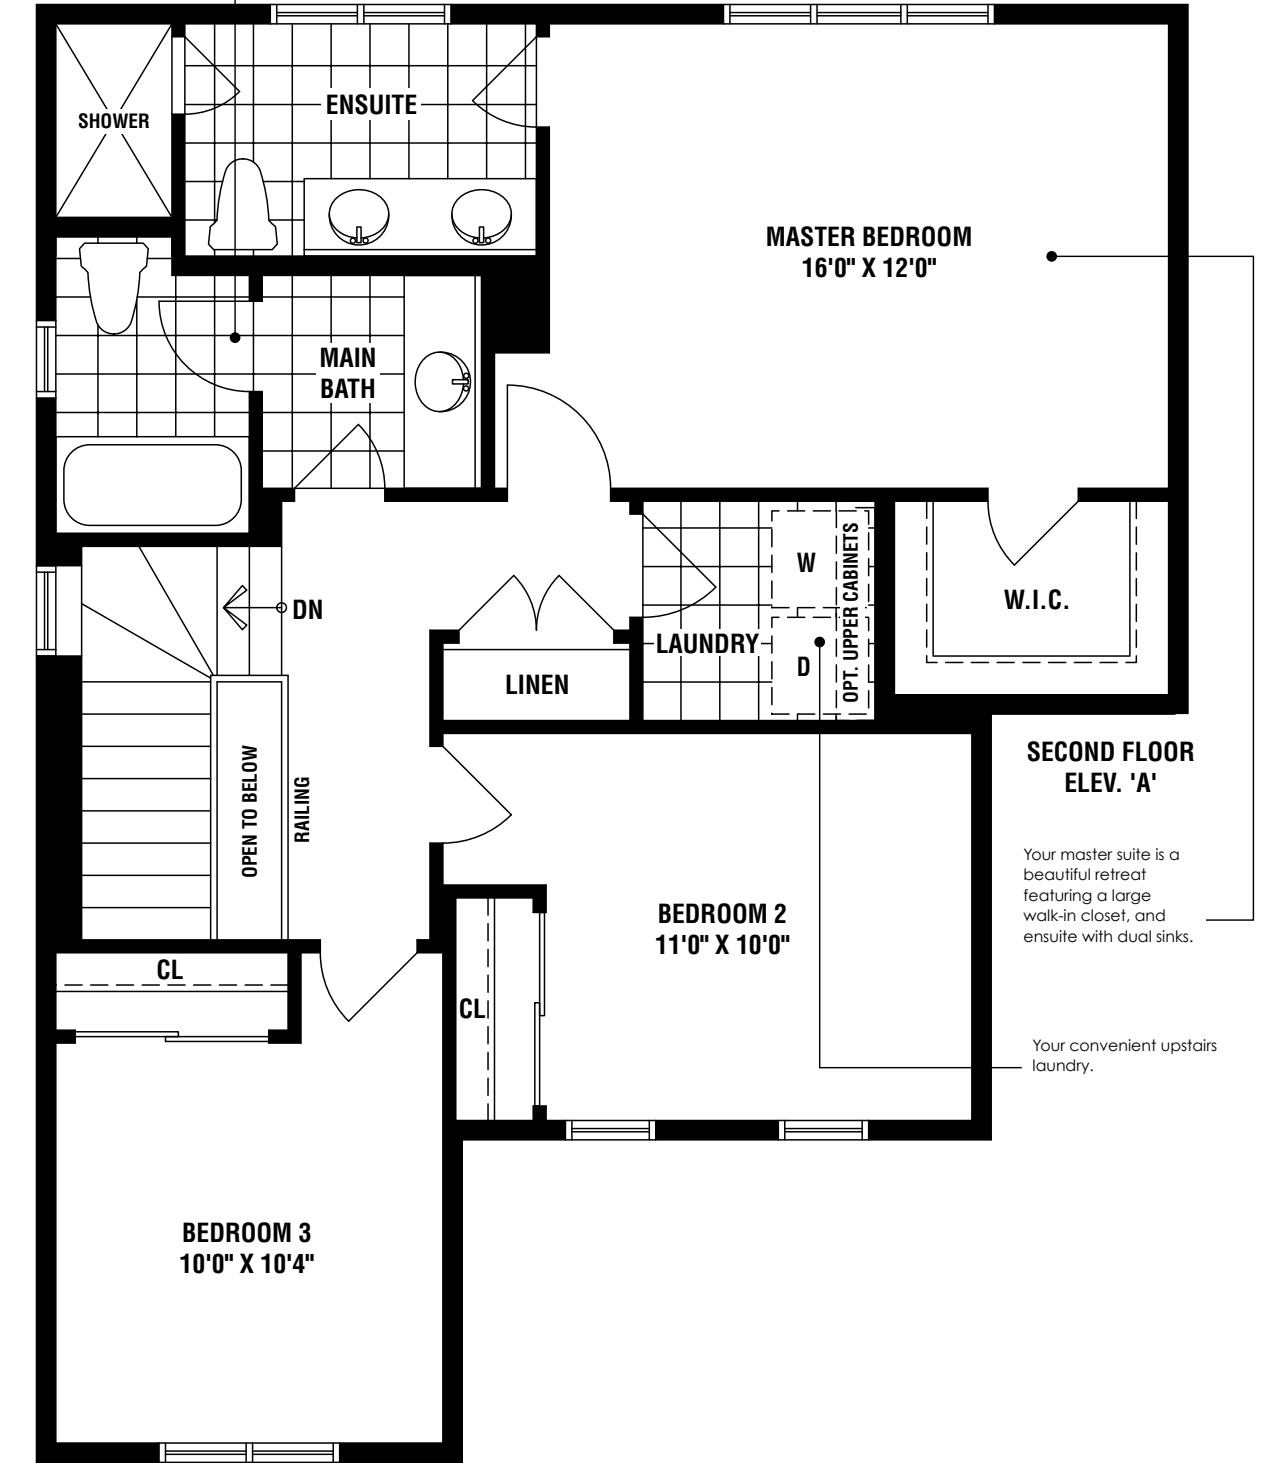 ENSUITE
SHOWER
MASTER BEDROOM
16'0" X 12'0"
MAIN
BATH
W
OPT. UPPER CABINETS
W.I.C.
DN
LAUNDRY
D
LINEN
OPEN TO BELOW
RAILING
SECOND FLOOR
ELEV. 'A'
Your master suite is a
beautiful retreat
featuring a large
walk-in closet, and
ensuite with dual sinks.
BEDROOM 2
11'0" X 10'0"
CL
CL
Your convenient upstairs
laundry.
BEDROOM 3
10'0" X 10'4"